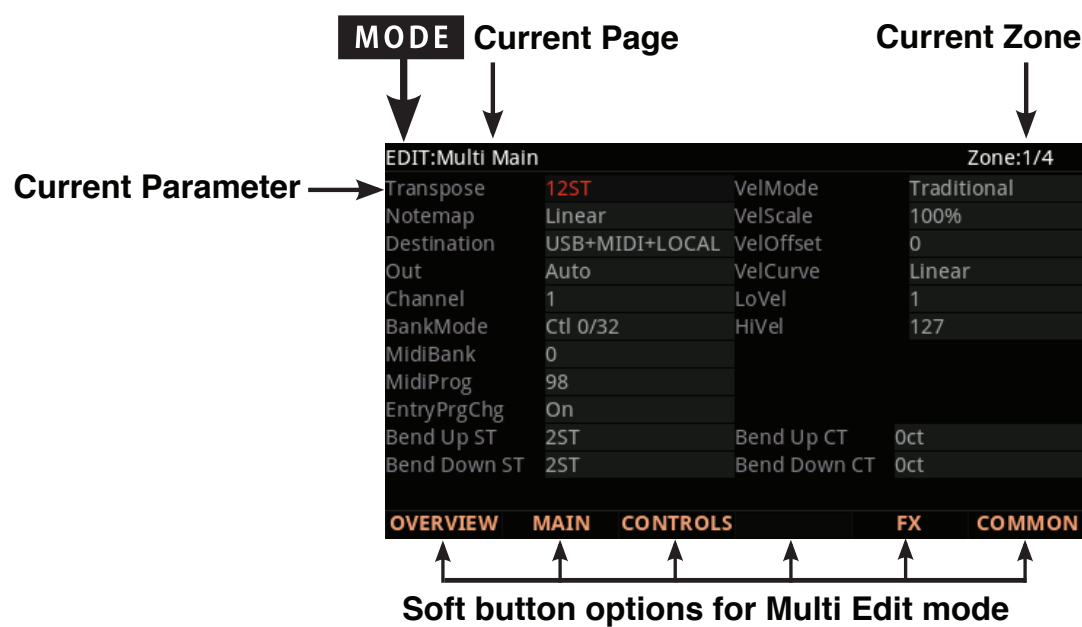 MODE Current Page Current Zone
EDIT:Multi Main Zone:1/4
Current Parameter Transpose 12ST VelMode Traditional
Notemap Linear VelScale 100%
Destination USB+MIDI+LOCAL VelOffset 0
Out Auto VelCurve Linear
Channel 1 LoVel 1
BankMode Ctl 0/32 HiVel 127
MidiBank 0
MidiProg 98
EntryPrgChg On
Bend Up ST 2ST Bend Up CT 0ct
Bend Down ST 2ST Bend Down CT 0ct
OVERVIEW MAIN CONTROLS FX COMMON
Soft button options for Multi Edit mode